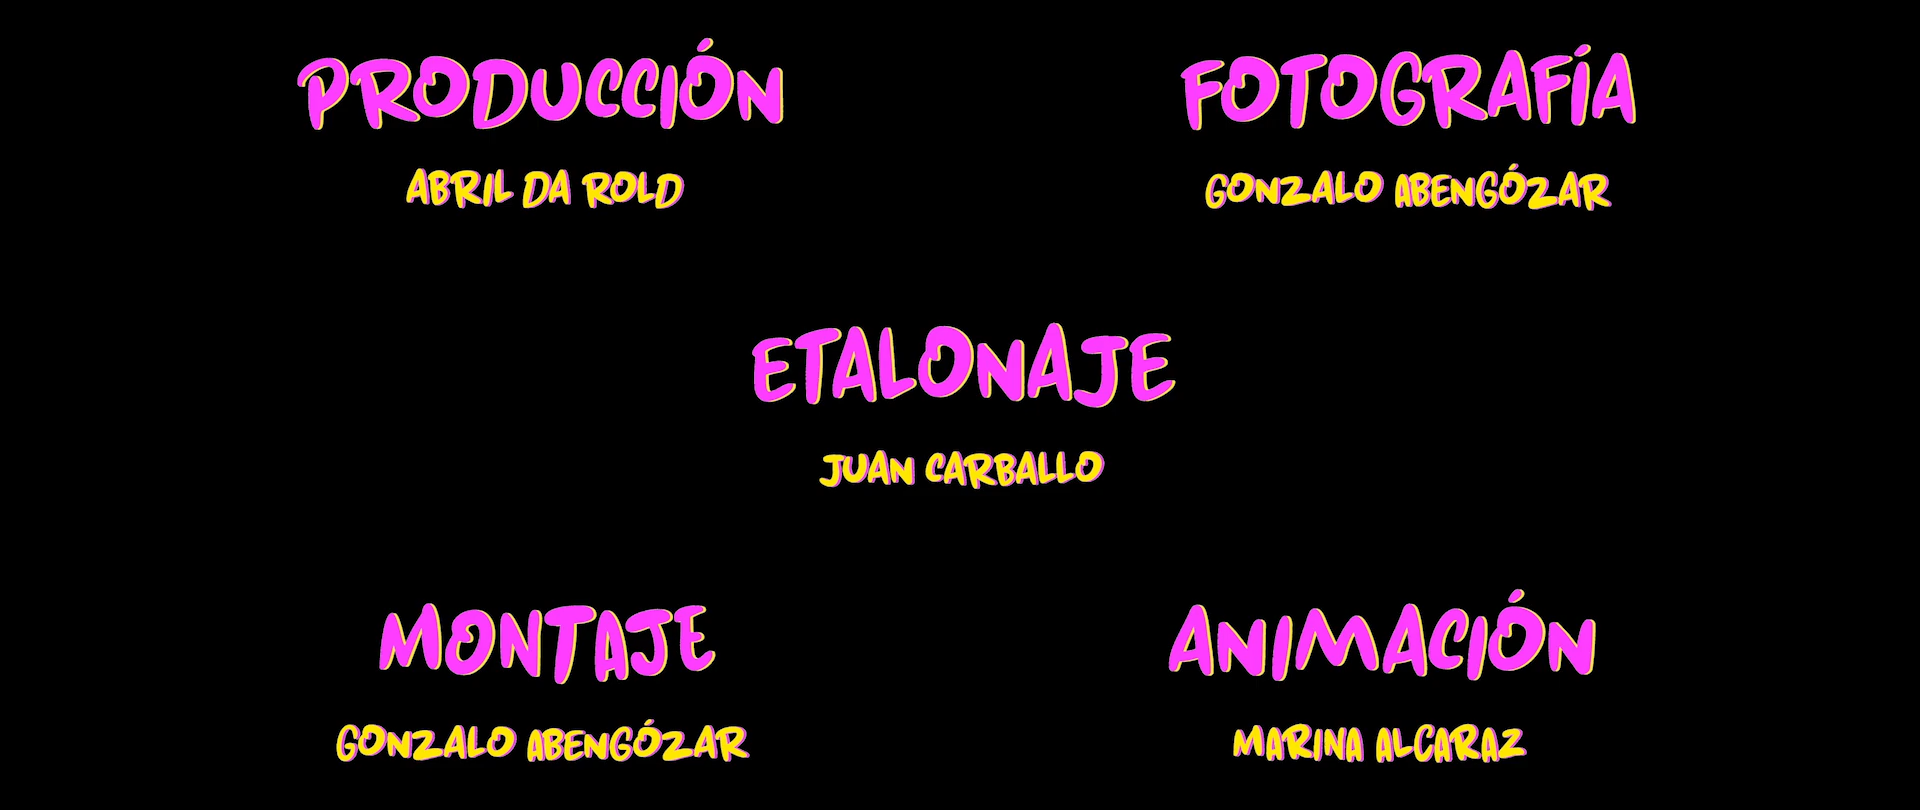 PRODUCCIÓN
ABRIL DA ROLD
FOTOGRAFÍA
GONZALO ABENGÓZAR
ETALONAJE
JUAN CARBALLO
MONTAJE
GONZALO ABENGÓZAR
ANIMACIÓN
MARINA ALCARAZ